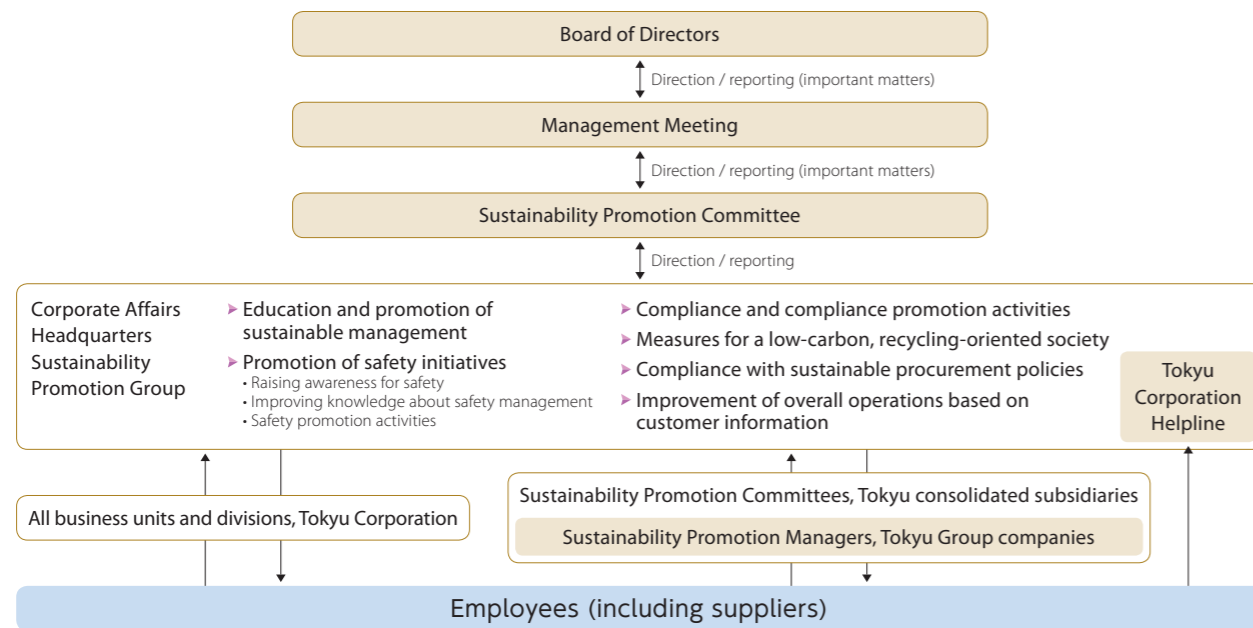 Board of Directors
Direction / reporting (important matters)
Management Meeting
Direction / reporting (important matters)
Sustainability Promotion Committee
Direction / reporting
Corporate Affairs
Headquarters
Sustainability
Promotion Group
➤ Education and promotion of
sustainable management
➤ Promotion of safety initiatives
• Raising awareness for safety
• Improving knowledge about safety management
• Safety promotion activities
➤ Compliance and compliance promotion activities
➤ Measures for a low-carbon, recycling-oriented society
➤ Compliance with sustainable procurement policies
➤ Improvement of overall operations based on
customer information
Tokyu
Corporation
Helpline
All business units and divisions, Tokyu Corporation
Sustainability Promotion Committees, Tokyu consolidated subsidiaries
Sustainability Promotion Managers, Tokyu Group companies
Employees (including suppliers)